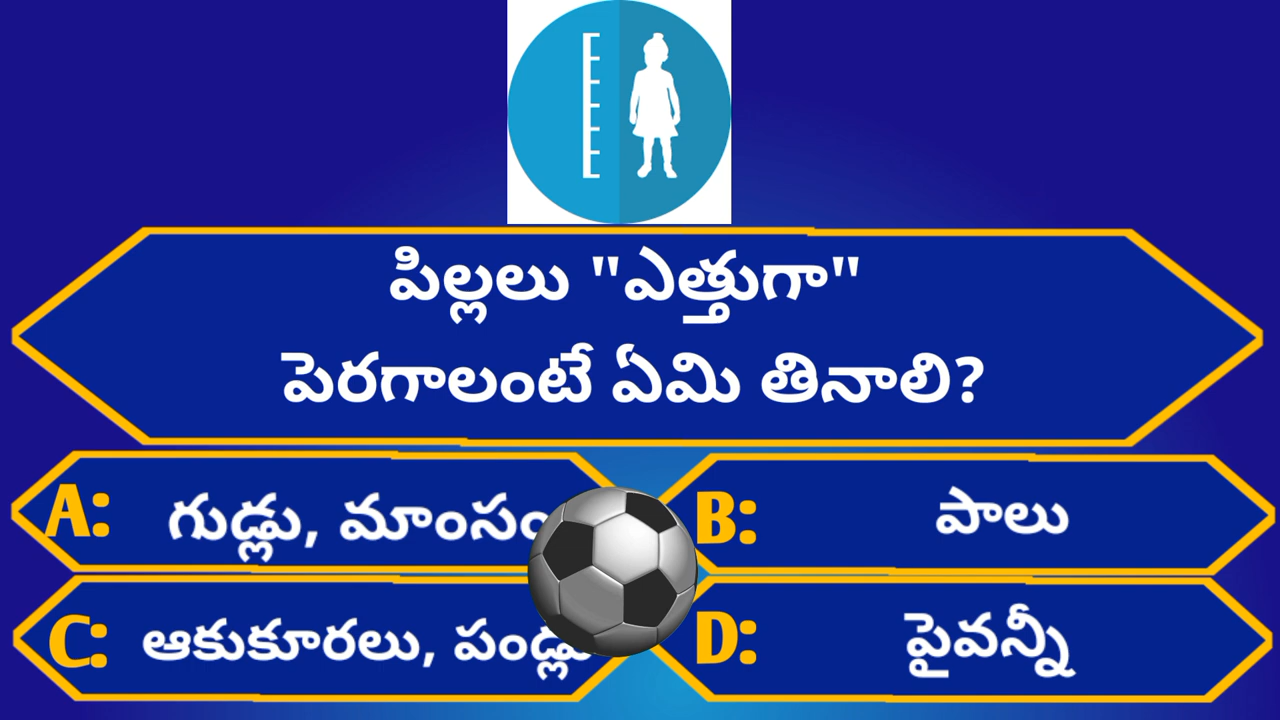 పిల్లలు "ఎత్తుగా"
పెరగాలంటే ఏమి తినాలి?
A: గుడ్లు, మాంసం
B: పాలు
C: ఆకుకూరలు, పండ్లు
D: పైవన్నీ